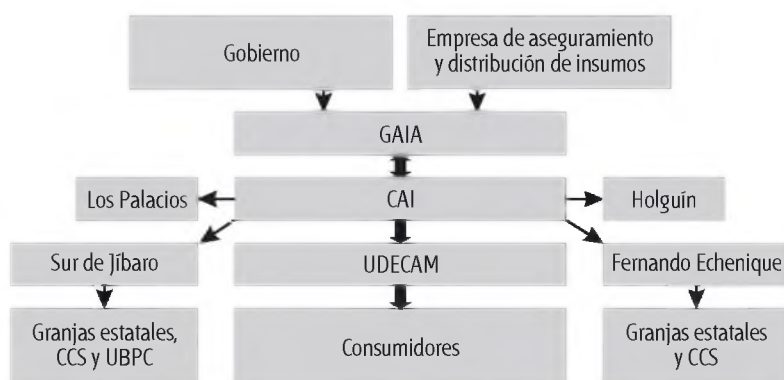 Gobierno
Empresa de aseguramiento
y distribución de insumos
GAIA
Los Palacios
CAI
Holguín
Sur de Jíbaro
UDECAM
Fernando Echenique
Granjas estatales,
CCS y UBPC
Consumidores
Granjas estatales
y CCS